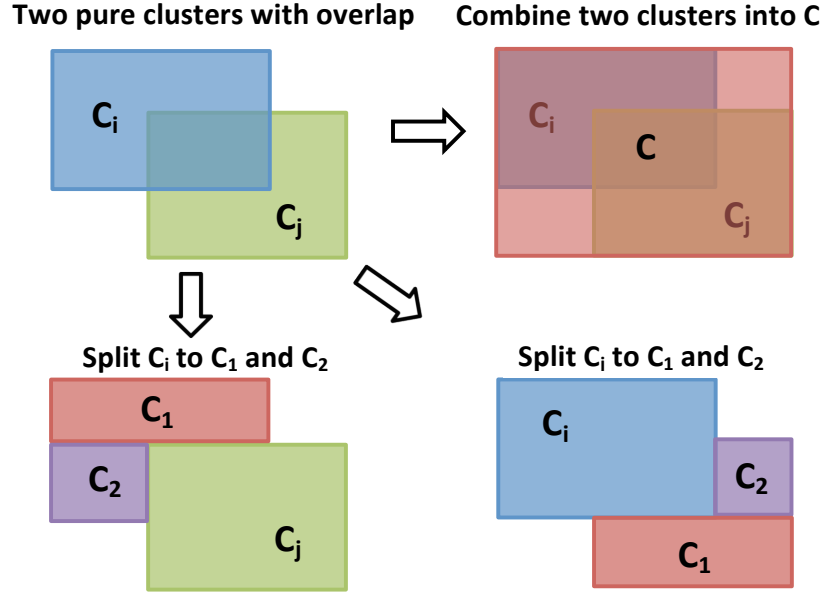 Two pure clusters with overlap
Combine two clusters into C
Cᵢ
Cⱼ
Cᵢ
C
Cⱼ
Split Cᵢ to C₁ and C₂
Split Cᵢ to C₁ and C₂
C₁
C₂
Cⱼ
Cᵢ
C₂
C₁